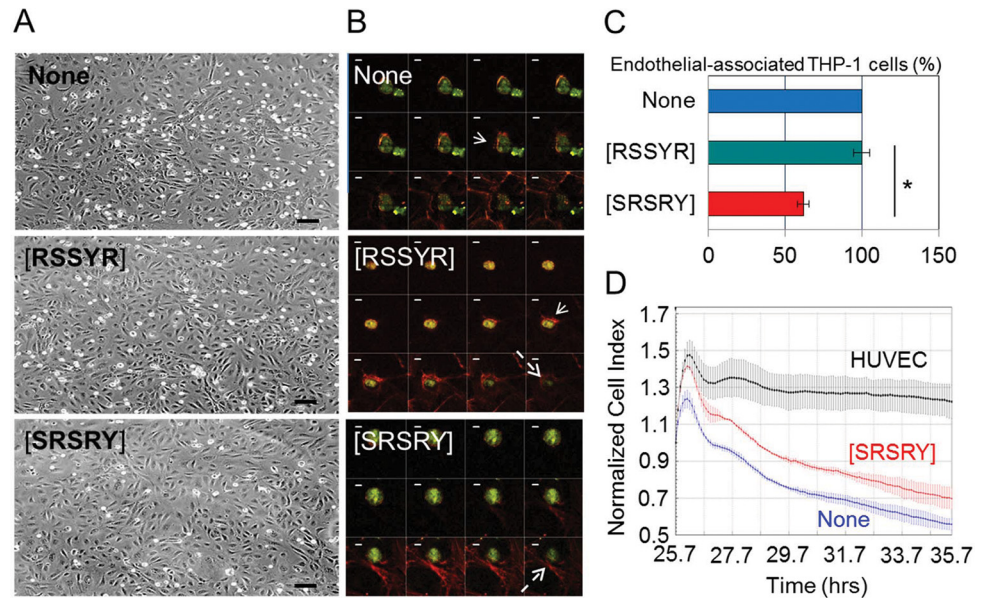 A
None
[RSSYR]
[SRSRY]
B
None
[RSSYR]
[SRSRY]
C
Endothelial-associated THP-1 cells (%)
None
[RSSYR]
[SRSRY]
*
0 50 100 150
D
Normalized Cell Index
1.7
1.5
1.3
1.2
0.9
0.7
0.5
HUVEC
[SRSRY]
None
25.7 27.7 29.7 31.7 33.7 35.7
Time (hrs)